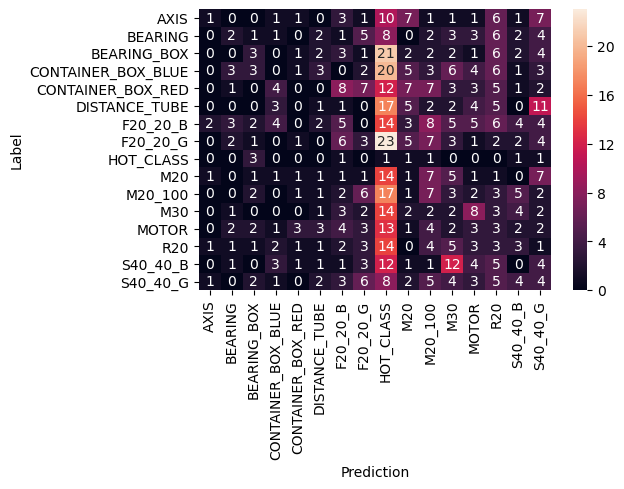 AXIS 1 0 0 1 1 0 3 1 10 7 1 1 1 6 1 7
BEARING 0 2 1 1 0 2 1 5 8 0 2 3 3 6 2 4
BEARING_BOX 0 0 3 0 1 2 3 1 21 2 2 2 1 6 2 4
CONTAINER_BOX_BLUE 0 3 3 0 1 3 0 2 20 5 3 6 4 6 1 3
CONTAINER_BOX_RED 0 1 0 4 0 0 8 7 12 7 7 3 3 5 1 2
DISTANCE_TUBE 0 0 0 3 0 1 1 0 17 5 2 2 4 5 0 11
F20_20_B 2 3 2 4 0 2 5 0 14 3 8 5 5 6 4 4
F20_20_G 0 2 1 0 1 0 6 3 23 5 7 3 1 2 2 4
HOT_CLASS 0 0 3 0 0 0 1 0 1 1 1 0 0 0 1 1
M20 1 0 1 1 1 1 1 1 14 1 7 5 1 1 0 7
M20_100 0 0 2 0 1 1 2 6 17 1 7 3 2 3 5 2
M30 0 1 0 0 0 1 3 2 14 2 2 2 8 3 4 2
MOTOR 0 2 2 1 3 3 4 3 13 1 4 2 3 3 2 2
R20 1 1 1 2 1 1 2 3 14 0 4 5 3 3 3 1
S40_40_B 0 1 0 3 1 1 1 3 12 1 1 12 4 5 0 4
S40_40_G 1 0 2 1 0 2 3 6 8 2 5 4 3 5 4 4
AXIS
BEARING
BEARING_BOX
CONTAINER_BOX_BLUE
CONTAINER_BOX_RED
DISTANCE_TUBE
F20_20_B
F20_20_G
HOT_CLASS
M20
M20_100
M30
MOTOR
R20
S40_40_B
S40_40_G
Label
Prediction
20
16
12
8
4
0